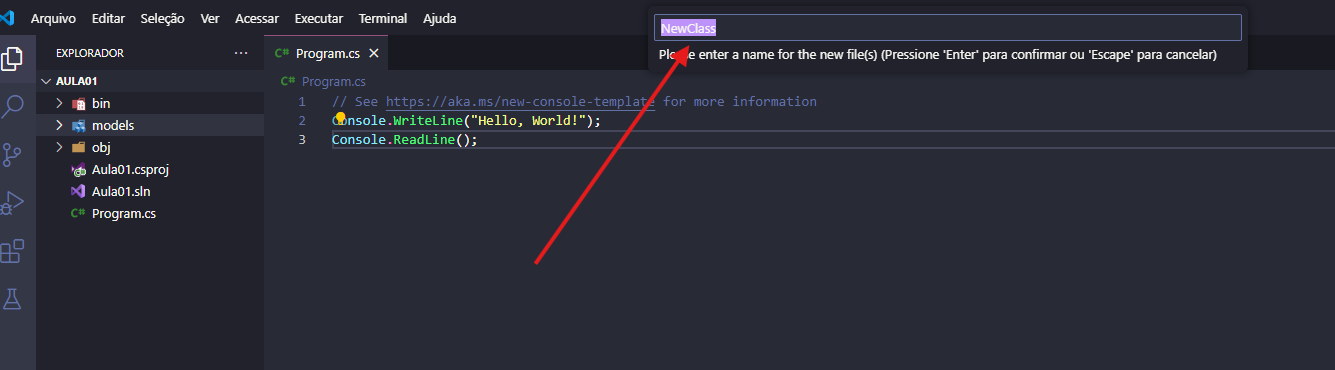 Arquivo Editar Seleção Ver Acessar Executar Terminal Ajuda
NewClass
Please enter a name for the new file(s) (Pressione 'Enter' para confirmar ou 'Escape' para cancelar)
EXPLORADOR ···
AULA01
bin
models
obj
Aula01.csproj
Aula01.sln
C# Program.cs
C# Program.cs
C# Program.cs
1 // See https://aka.ms/new-console-template for more information
2 Console.WriteLine("Hello, World!");
3 Console.ReadLine();